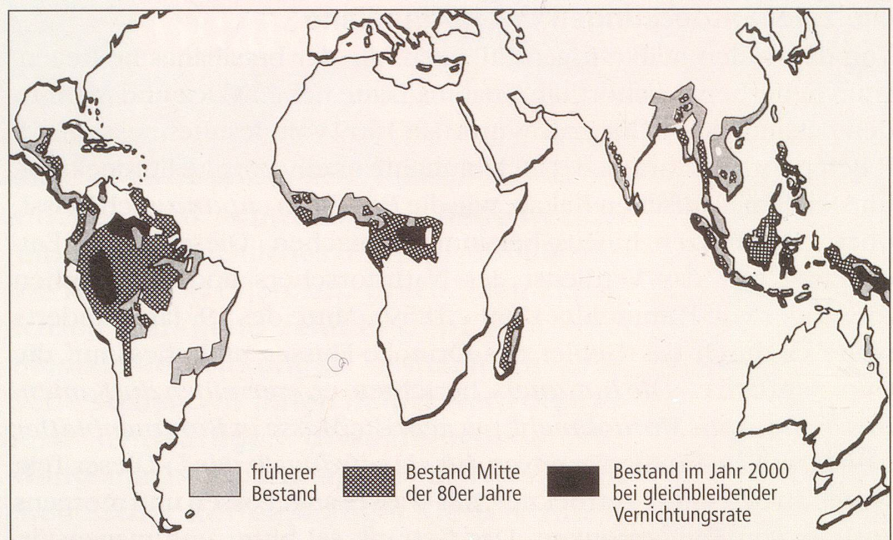 früherer
Bestand
Bestand Mitte
der 80er Jahre
Bestand im Jahr 2000
bei gleichbleibender
Vernichtungsrate